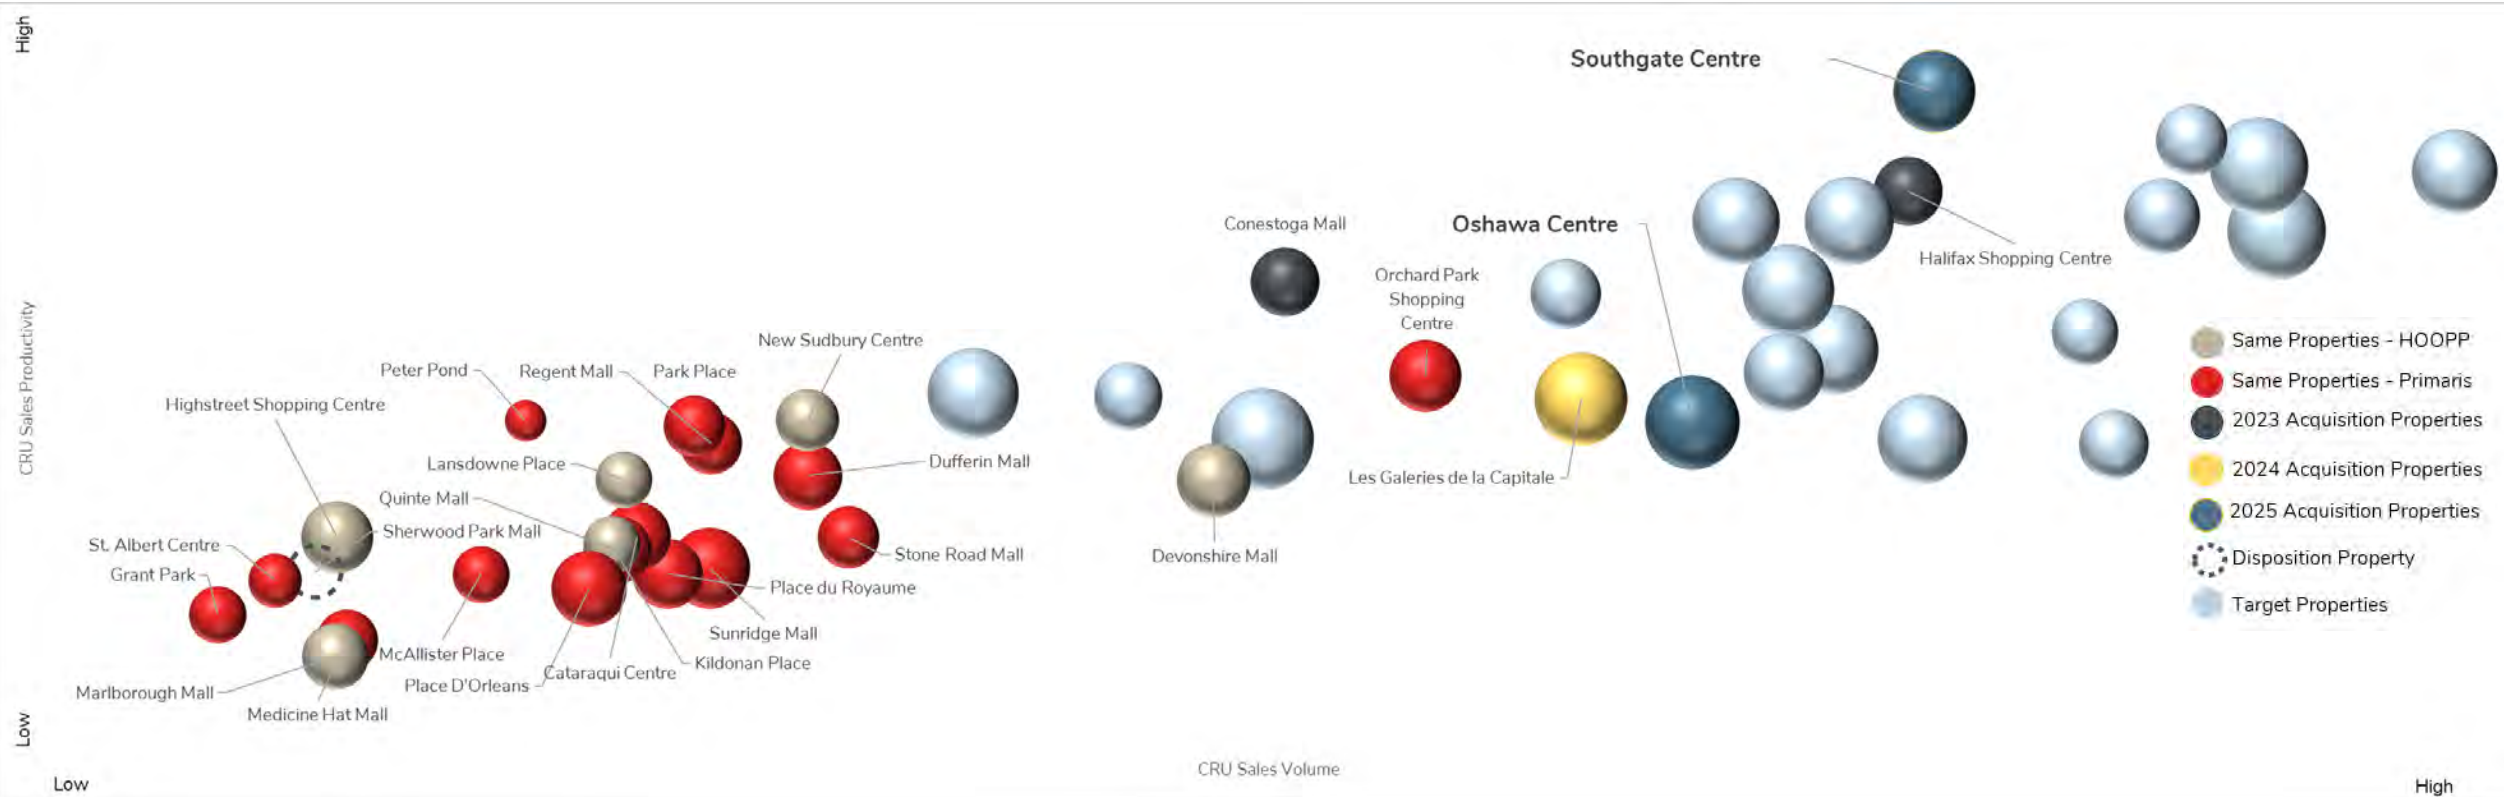 High
Southgate Centre
Conestoga Mall
Oshawa Centre
Halifax Shopping Centre
Orchard Park
Shopping
Centre
New Sudbury Centre
Peter Pond
Regent Mall
Park Place
Highstreet Shopping Centre
Lansdowne Place
Dufferin Mall
Les Galeries de la Capitale
Quinte Mall
Sherwood Park Mall
St. Albert Centre
Stone Road Mall
Devonshire Mall
Grant Park
Place du Royaume
Sunridge Mall
McAllister Place
Kildonan Place
Cataraqui Centre
Place D'Orleans
Marlborough Mall
Medicine Hat Mall
CRU Sales Productivity
Same Properties - HOOPP
Same Properties - Primaris
2023 Acquisition Properties
2024 Acquisition Properties
2025 Acquisition Properties
Disposition Property
Target Properties
Low
CRU Sales Volume
Low
High